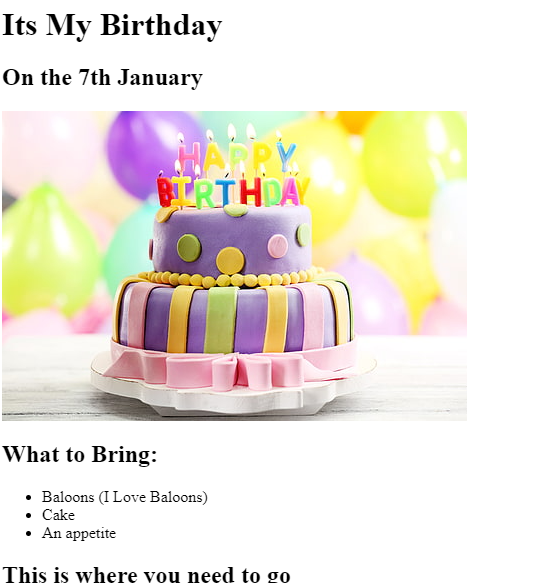 Its My Birthday
On the 7th January
HAPPY
BIRTHDAY
What to Bring:
Baloons (I Love Baloons)
Cake
An appetite
This is where you need to go